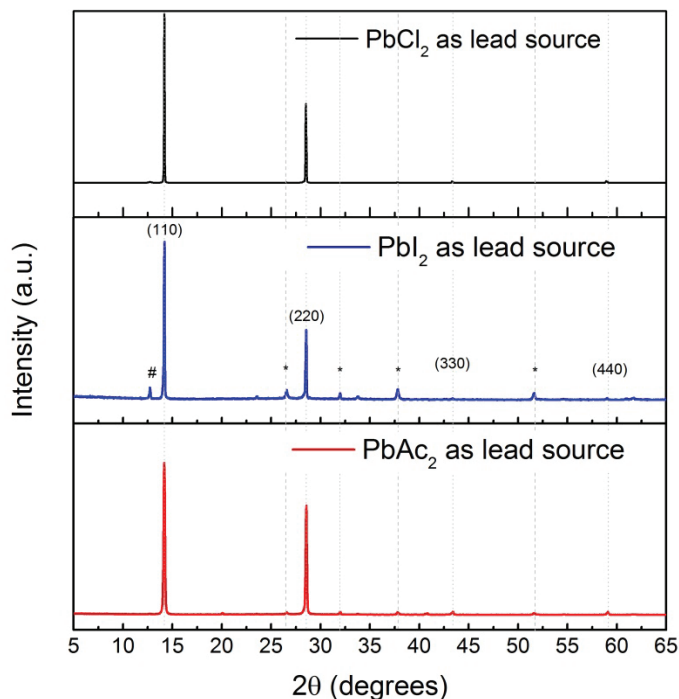 PbCl₂ as lead source
(110)
PbI₂ as lead source
(220)
# * * * (330) * (440)
Intensity (a.u.)
PbAc₂ as lead source
5 10 15 20 25 30 35 40 45 50 55 60 65
2θ (degrees)